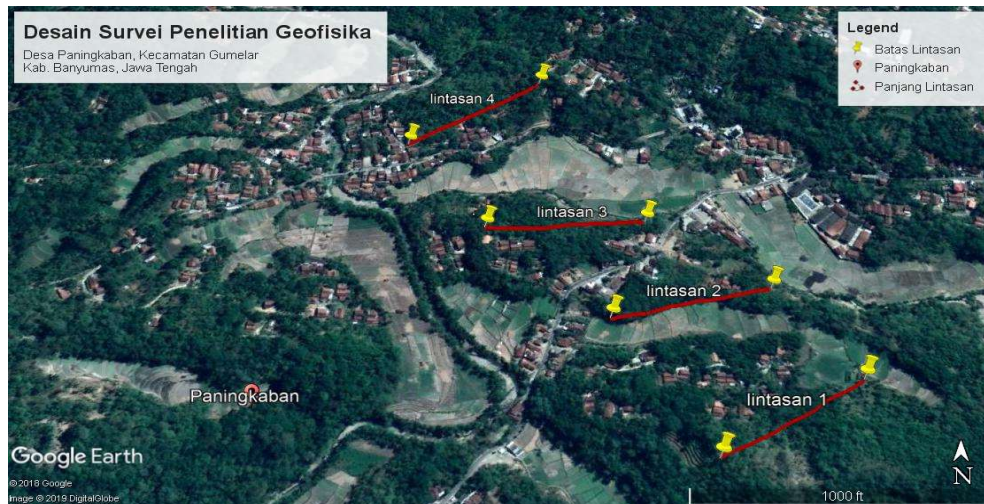 Desain Survei Penelitian Geofisika
Desa Paningkaban, Kecamatan Gumelar
Kab. Banyumas, Jawa Tengah
Legend
Batas Lintasan
Paningkaban
Panjang Lintasan
lintasan 4
lintasan 3
lintasan 2
lintasan 1
Paningkaban
Google Earth
© 2018 Google
Image © 2019 DigitalGlobe
1000 ft
N